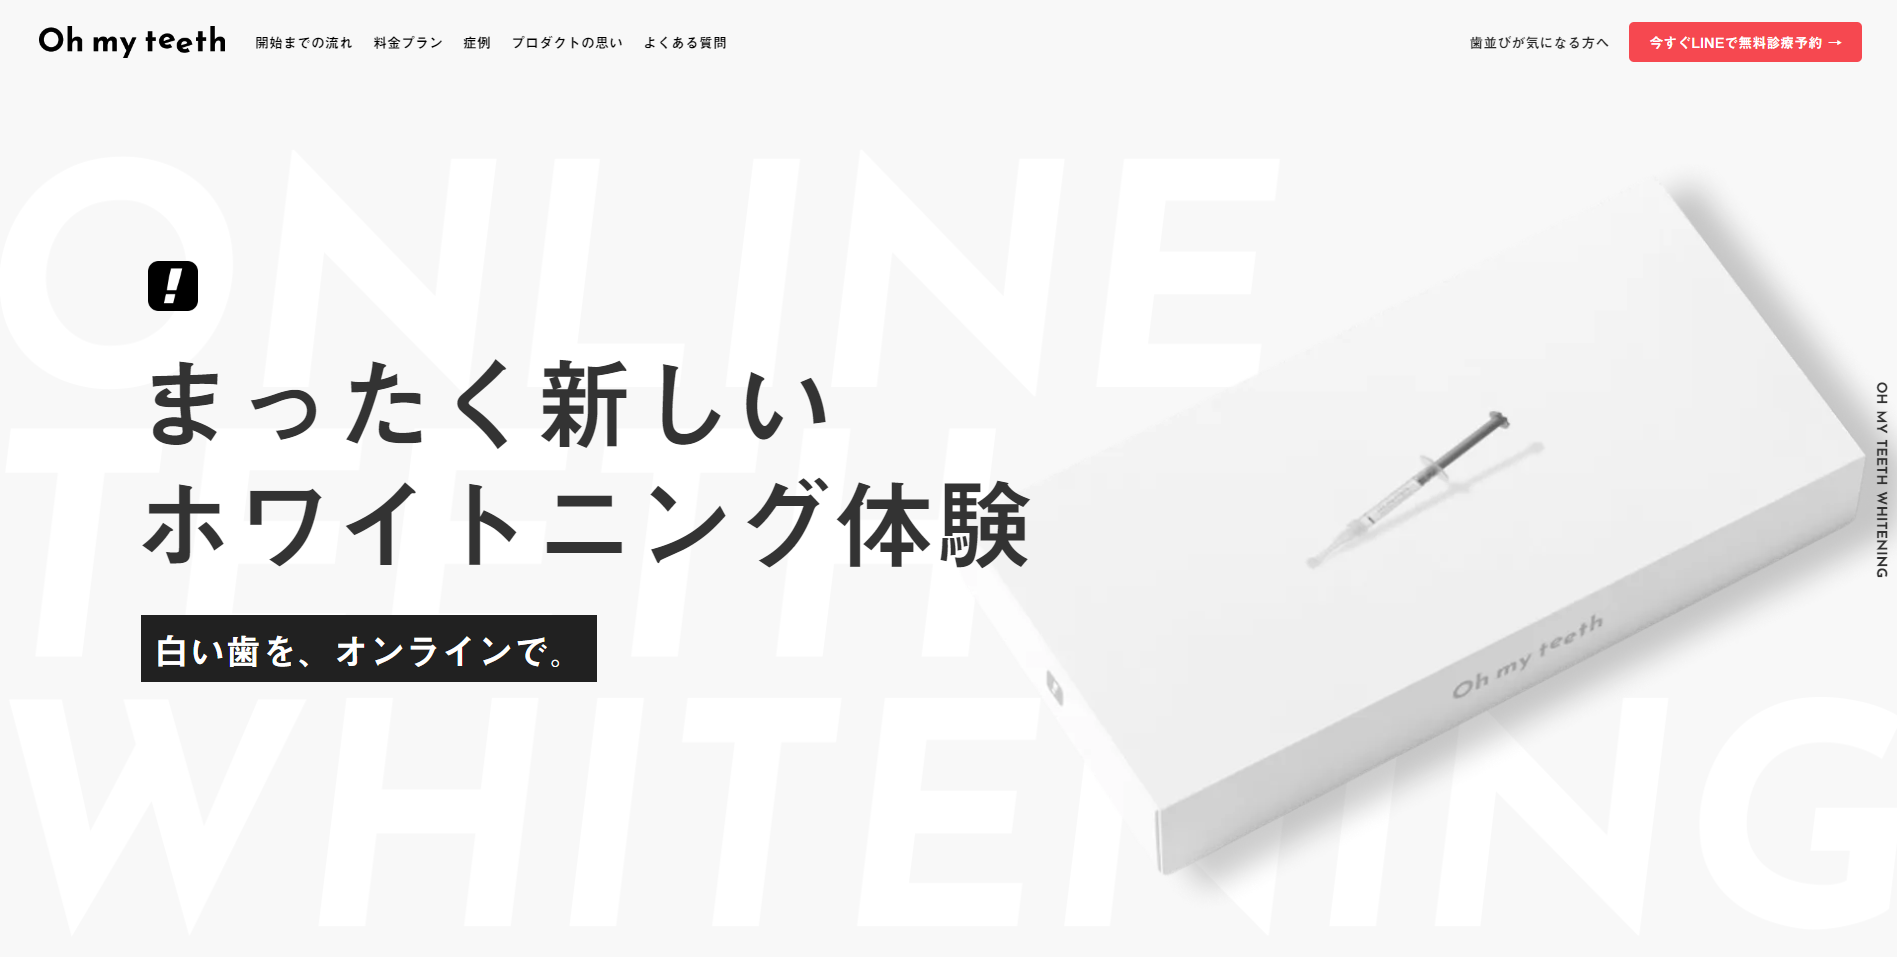 Oh my teeth
開始までの流れ 料金プラン 症例 プロダクトの思い よくある質問
歯並びが気になる方へ
今すぐLINEで無料診療予約 →
ONLINE
TEETH
WHITENING
!
まったく新しい
ホワイトニング体験
白い歯を、オンラインで。
Oh my teeth
OH MY TEETH WHITENING